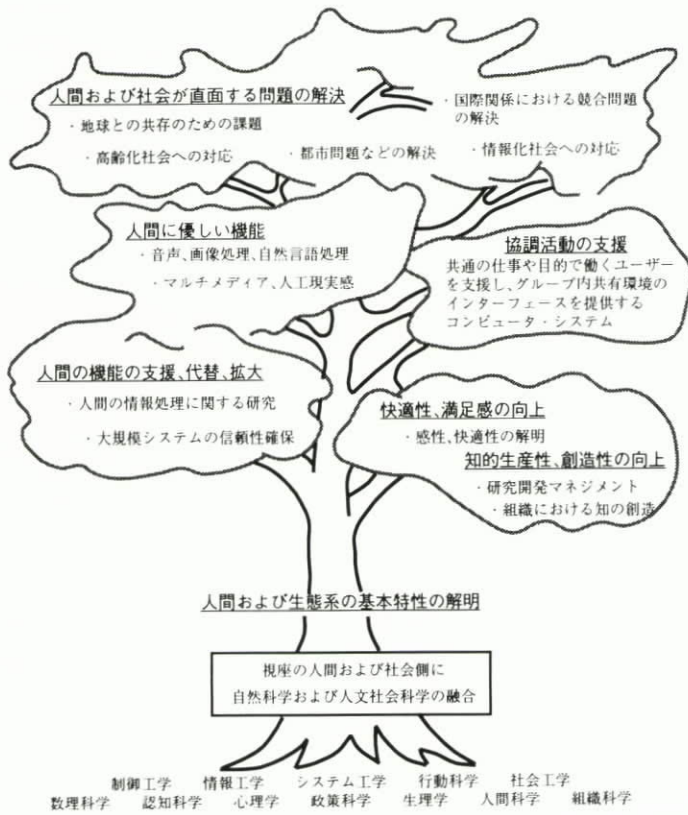 人間および社会が直面する問題の解決
・地球との共存のための課題
・国際関係における競合問題
の解決
・高齢化社会への対応
・都市問題などの解決
・情報化社会への対応
人間に優しい機能
・音声、画像処理、自然言語処理
・マルチメディア、人工現実感
協調活動の支援
共通の仕事や目的で働くユーザー
を支援し、グループ内共有環境の
インターフェースを提供する
コンピュータ・システム
人間の機能の支援、代替、拡大
・人間の情報処理に関する研究
・大規模システムの信頼性確保
快適性、満足感の向上
・感性、快適性の解明
知的生産性、創造性の向上
・研究開発マネジメント
・組織における知の創造
人間および生態系の基本特性の解明
視座の人間および社会側に
自然科学および人文社会科学の融合
制御工学 情報工学 システム工学 行動科学 社会工学
数理科学 認知科学 心理学 政策科学 生理学 人間科学 組織科学